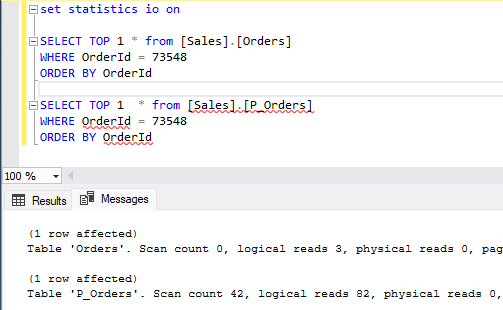 set statistics io on
SELECT TOP 1 * from [Sales].[Orders]
WHERE OrderId = 73548
ORDER BY OrderId
SELECT TOP 1  * from [Sales].[P_Orders]
WHERE OrderId = 73548
ORDER BY OrderId
100 %
Results Messages
(1 row affected)
Table 'Orders'. Scan count 0, logical reads 3, physical reads 0, pag
(1 row affected)
Table 'P_Orders'. Scan count 42, logical reads 82, physical reads 0,